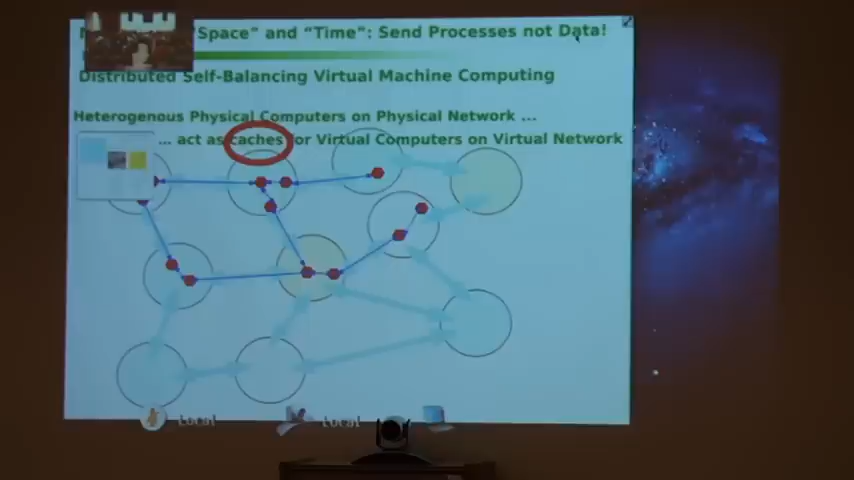 "Space" and "Time": Send Processes not Data!
Distributed Self-Balancing Virtual Machine Computing
Heterogenous Physical Computers on Physical Network ...
... act as caches for Virtual Computers on Virtual Network
Local
Local